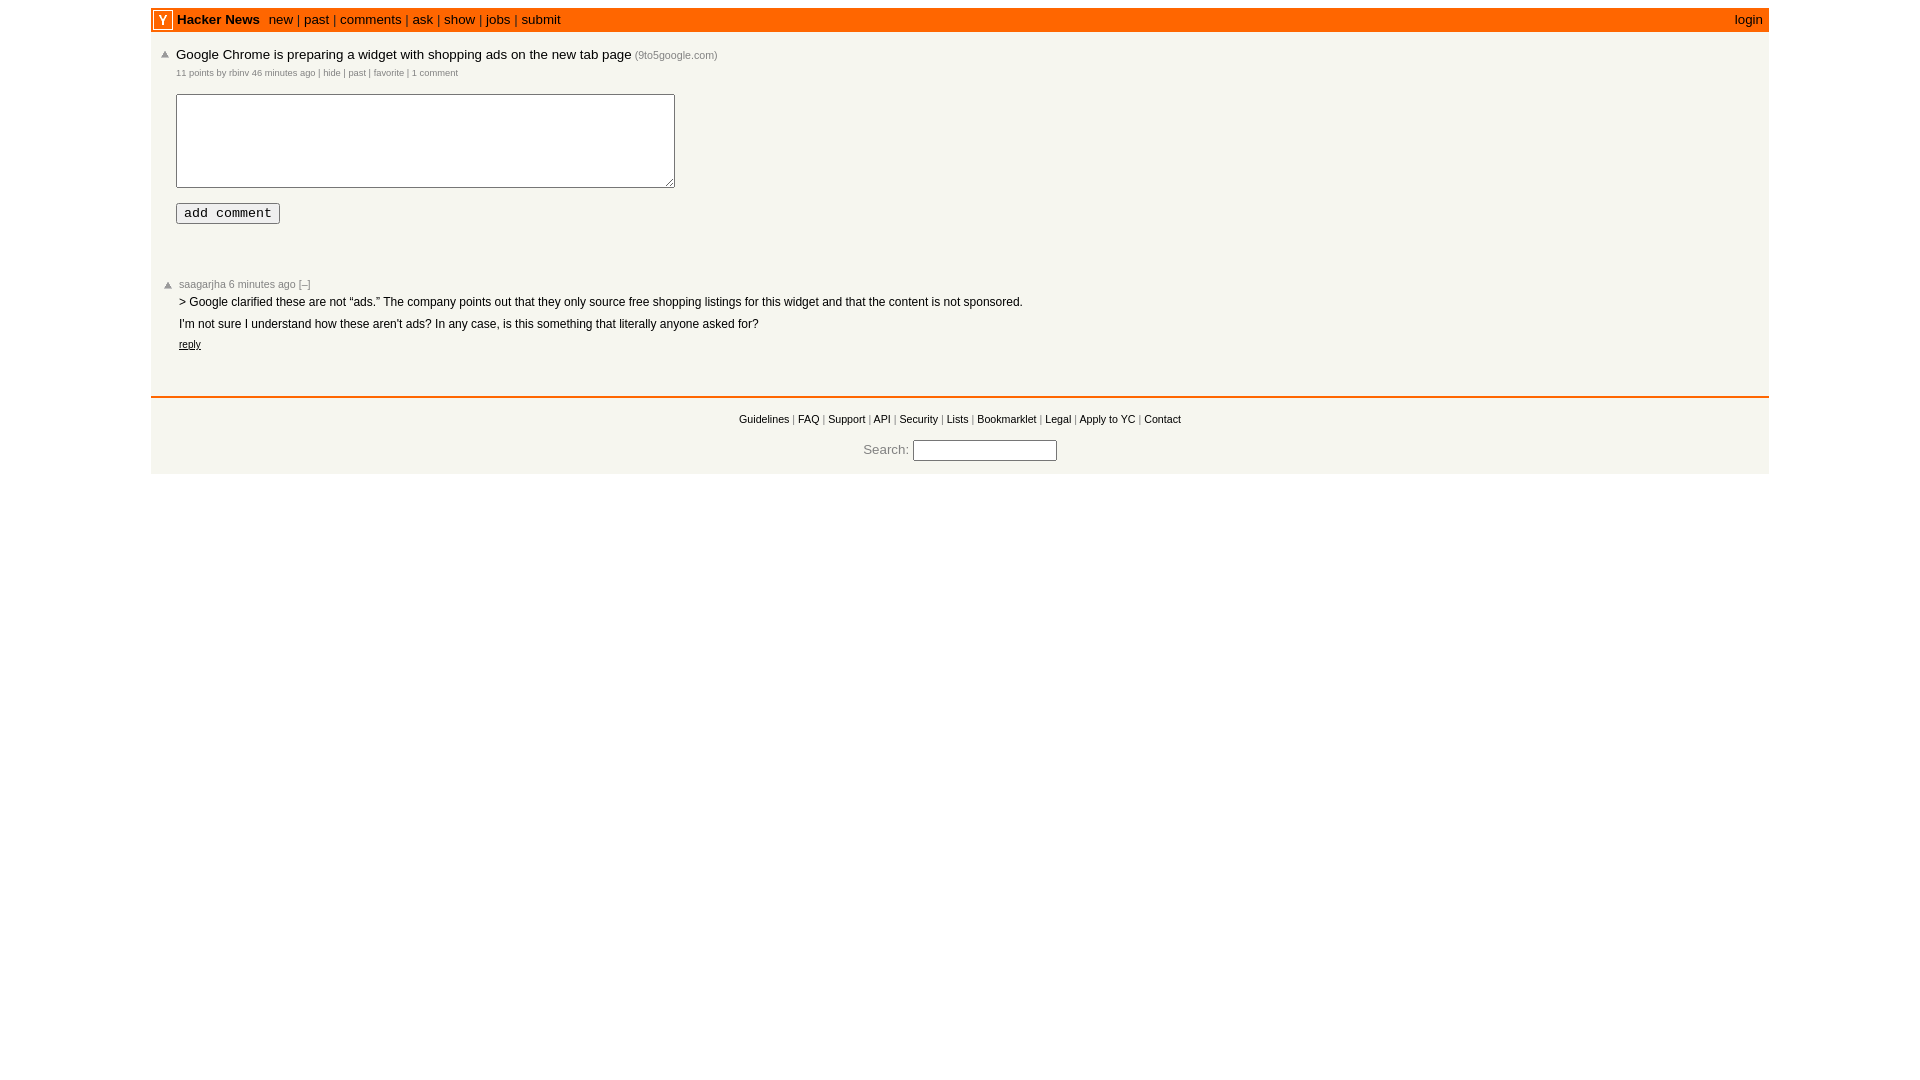 Y Hacker News new | past | comments | ask | show | jobs | submit login
Google Chrome is preparing a widget with shopping ads on the new tab page (9to5google.com)
11 points by rbinv 46 minutes ago | hide | past | favorite | 1 comment
add comment
saagarjha 6 minutes ago [–]
> Google clarified these are not “ads.” The company points out that they only source free shopping listings for this widget and that the content is not sponsored.
I'm not sure I understand how these aren't ads? In any case, is this something that literally anyone asked for?
reply
Guidelines | FAQ | Support | API | Security | Lists | Bookmarklet | Legal | Apply to YC | Contact
Search: